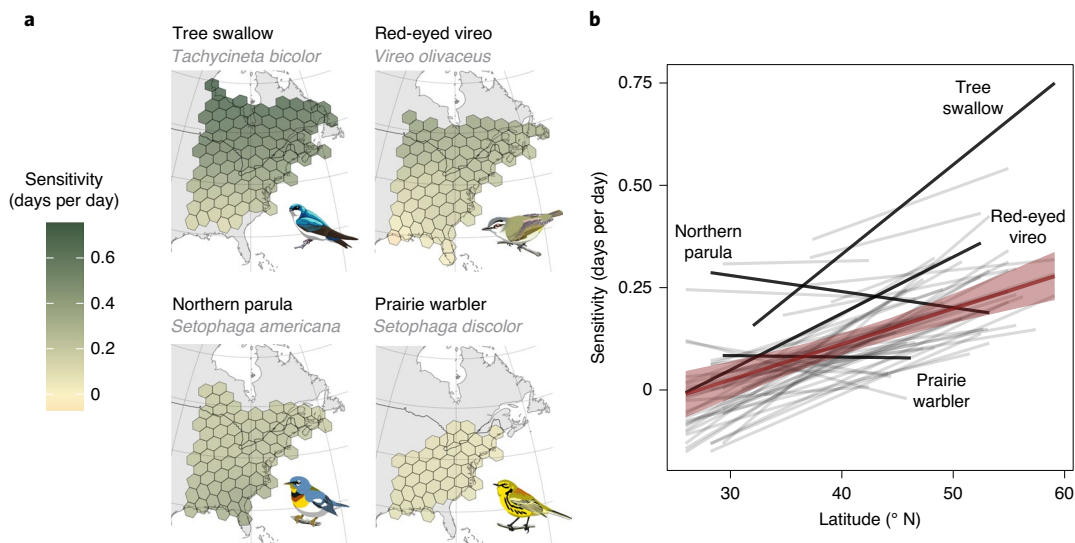 a
Tree swallow
Tachycineta bicolor
Red-eyed vireo
Vireo olivaceus
Sensitivity
(days per day)
0.6
0.4
0.2
0
Northern parula
Setophaga americana
Prairie warbler
Setophaga discolor
b
Sensitivity (days per day)
0.75
0.50
0.25
0
Tree
swallow
Northern
parula
Red-eyed
vireo
Prairie
warbler
30
40
50
60
Latitude (° N)